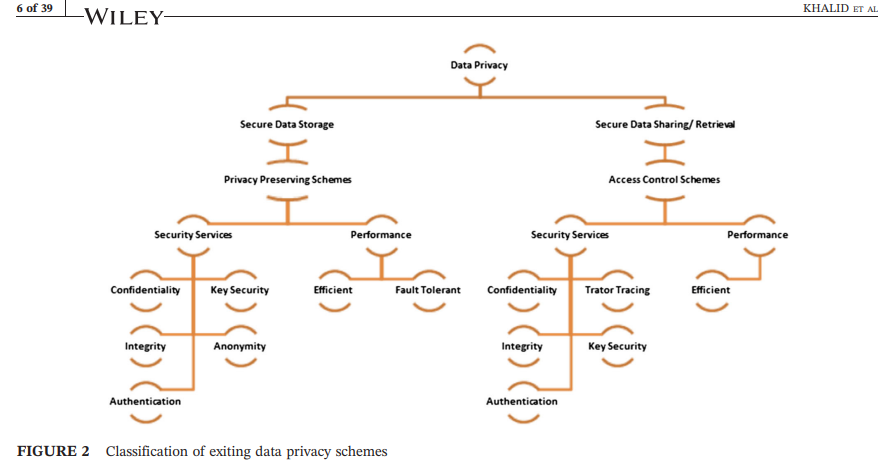 6 of 39
WILEY
KHALID ET AL
Data Privacy
Secure Data Storage
Secure Data Sharing/ Retrieval
Privacy Preserving Schemes
Access Control Schemes
Security Services
Performance
Security Services
Performance
Confidentiality
Key Security
Efficient
Fault Tolerant
Confidentiality
Trator Tracing
Efficient
Integrity
Anonymity
Integrity
Key Security
Authentication
Authentication
FIGURE 2 Classification of exiting data privacy schemes